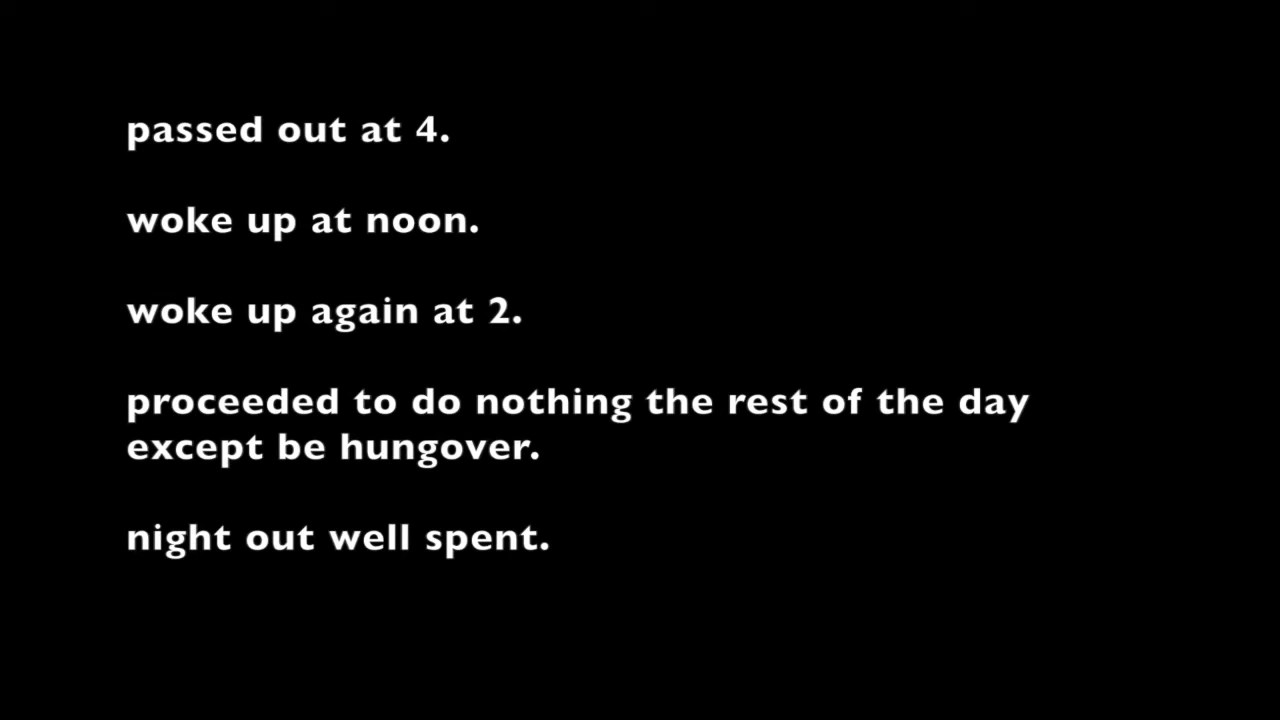 passed out at 4.
woke up at noon.
woke up again at 2.
proceeded to do nothing the rest of the day
except be hungover.
night out well spent.